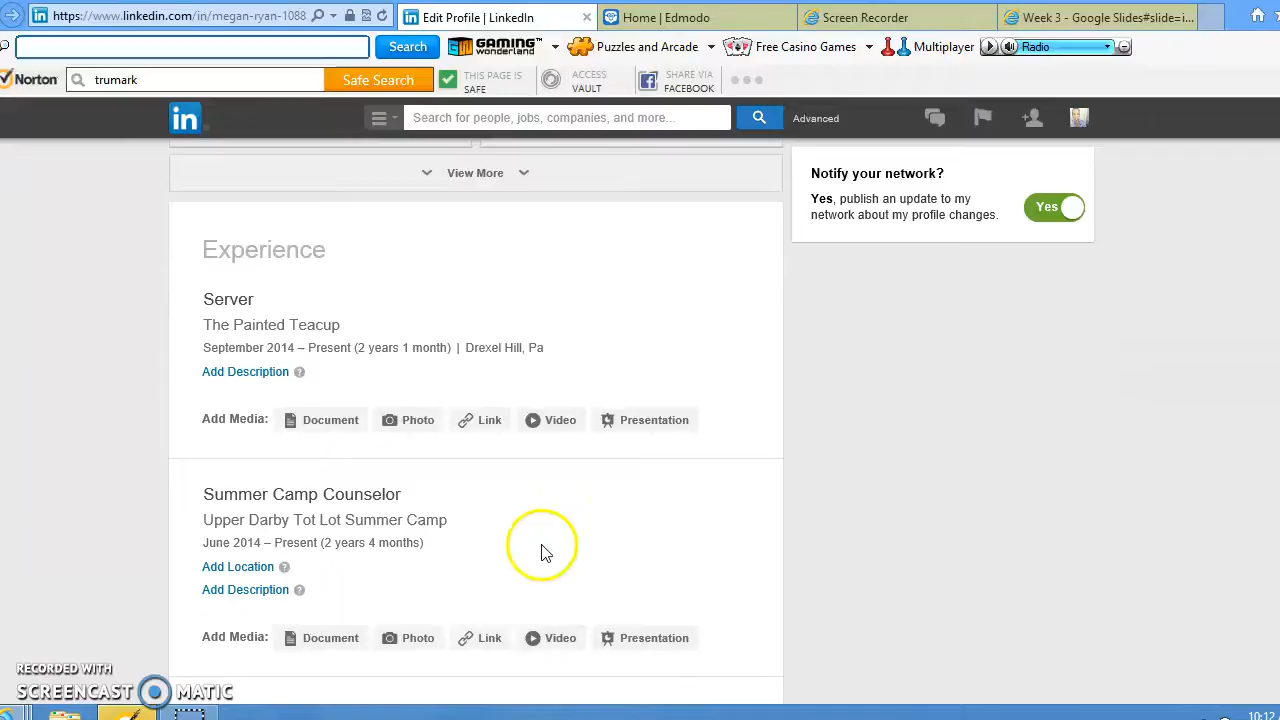 https://www.linkedin.com/in/megan-ryan-1088
Edit Profile | LinkedIn
Home | Edmodo
Screen Recorder
Week 3 - Google Slides#slide=i...
Search
GAMING wonderland™
Puzzles and Arcade
Free Casino Games
Multiplayer
Radio
Norton
trumark
Safe Search
THIS PAGE IS SAFE
ACCESS VAULT
SHARE VIA FACEBOOK
in
Search for people, jobs, companies, and more...
Advanced
View More
Notify your network?
Yes, publish an update to my
network about my profile changes.
Yes
Experience
Server
The Painted Teacup
September 2014 – Present (2 years 1 month) | Drexel Hill, Pa
Add Description ?
Add Media: Document Photo Link Video Presentation
Summer Camp Counselor
Upper Darby Tot Lot Summer Camp
June 2014 – Present (2 years 4 months)
Add Location ?
Add Description ?
Add Media: Document Photo Link Video Presentation
RECORDED WITH
SCREENCAST MATIC
10:12